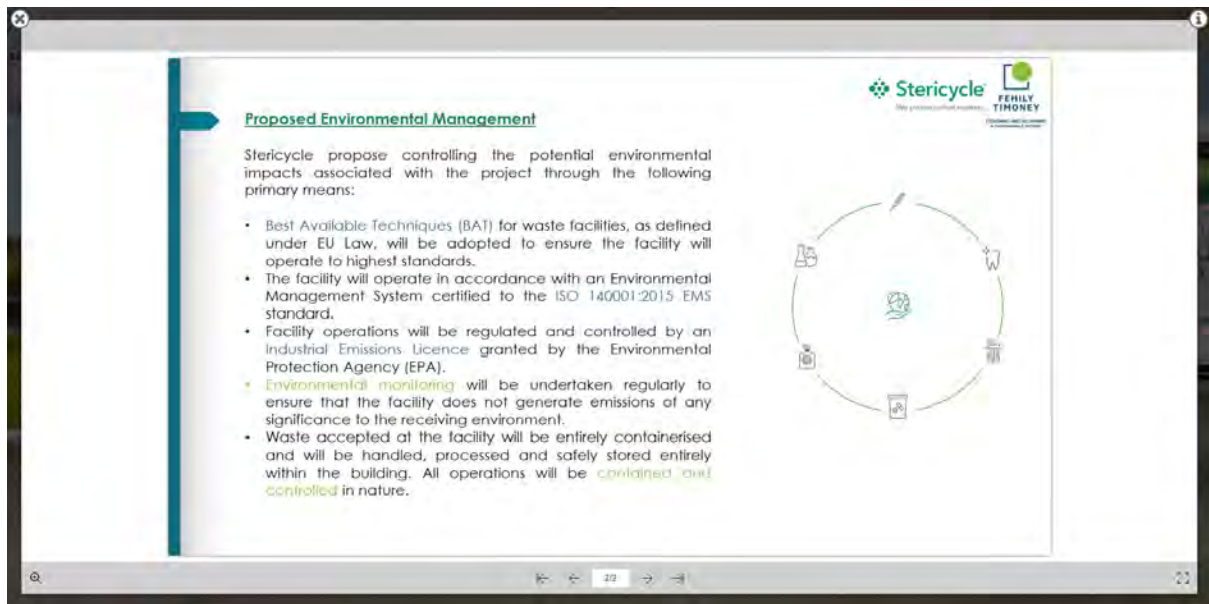 Stericycle
FEHILY
TIMONEY
Proposed Environmental Management
Stericycle propose controlling the potential environmental
impacts associated with the project through the following
primary means:
• Best Available Techniques (BAT) for waste facilities, as defined
under EU Law, will be adopted to ensure the facility will
operate to highest standards.
• The facility will operate in accordance with an Environmental
Management System certified to the ISO 140001:2015 EMS
standard.
• Facility operations will be regulated and controlled by an
Industrial Emissions Licence granted by the Environmental
Protection Agency (EPA).
• Environmental monitoring will be undertaken regularly to
ensure that the facility does not generate emissions of any
significance to the receiving environment.
• Waste accepted at the facility will be entirely containerised
and will be handled, processed and safely stored entirely
within the building. All operations will be contained and
controlled in nature.